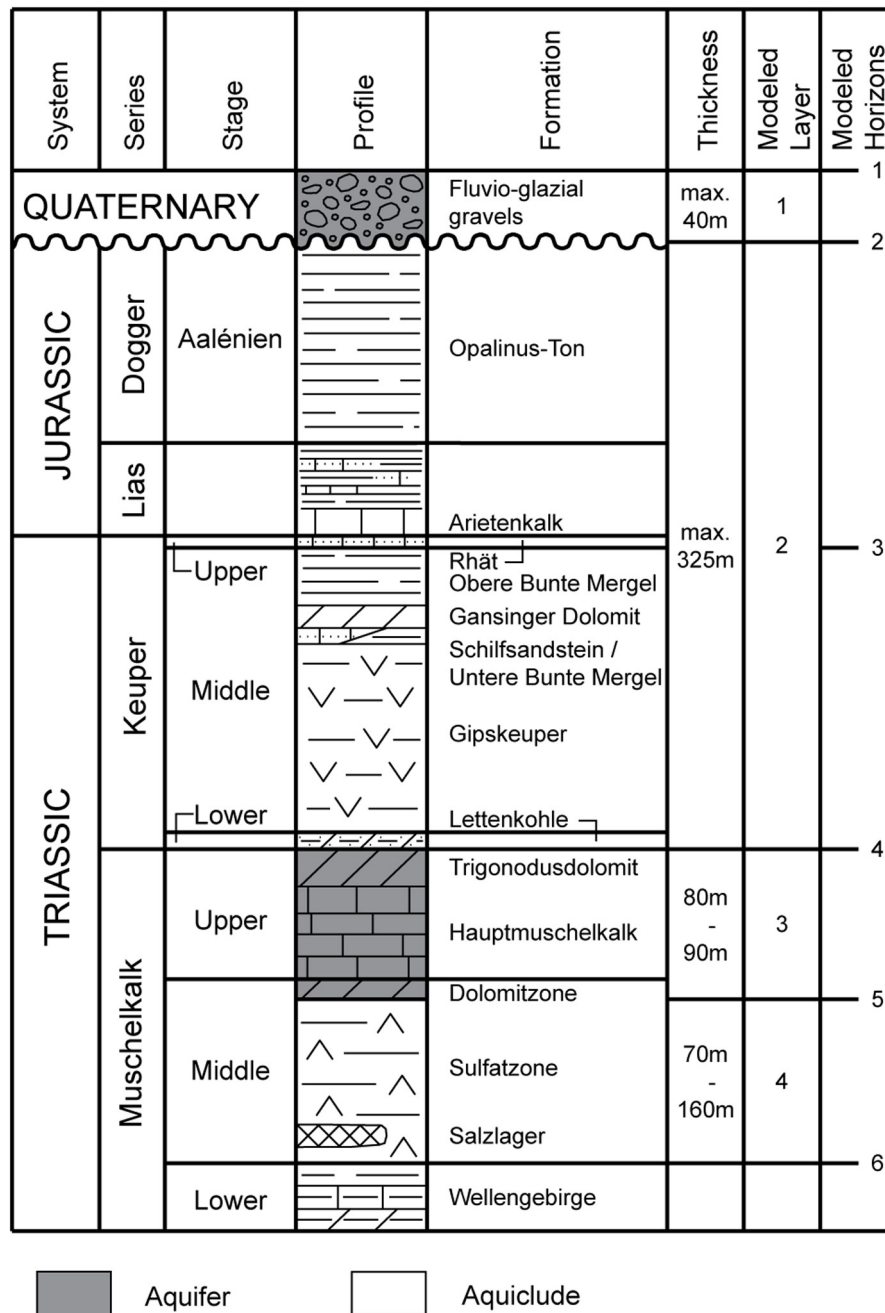 System
Series
Stage
Profile
Formation
Thickness
Modeled
Layer
Modeled
Horizons
1
QUATERNARY
Fluvio-glazial
gravels
max.
40m
1
2
JURASSIC
Dogger
Aalénien
Opalinus-Ton
Lias
Arietenkalk
max.
325m
2
3
TRIASSIC
Keuper
Upper
Rhät
Obere Bunte Mergel
Gansinger Dolomit
Schilfsandstein /
Untere Bunte Mergel
Middle
Gipskeuper
Lower
Lettenkohle
4
Muschelkalk
Upper
Trigonodusdolomit
Hauptmuschelkalk
80m
-
90m
3
Dolomitzone
5
Middle
Sulfatzone
Salzlager
70m
-
160m
4
6
Lower
Wellengebirge
Aquifer
Aquiclude